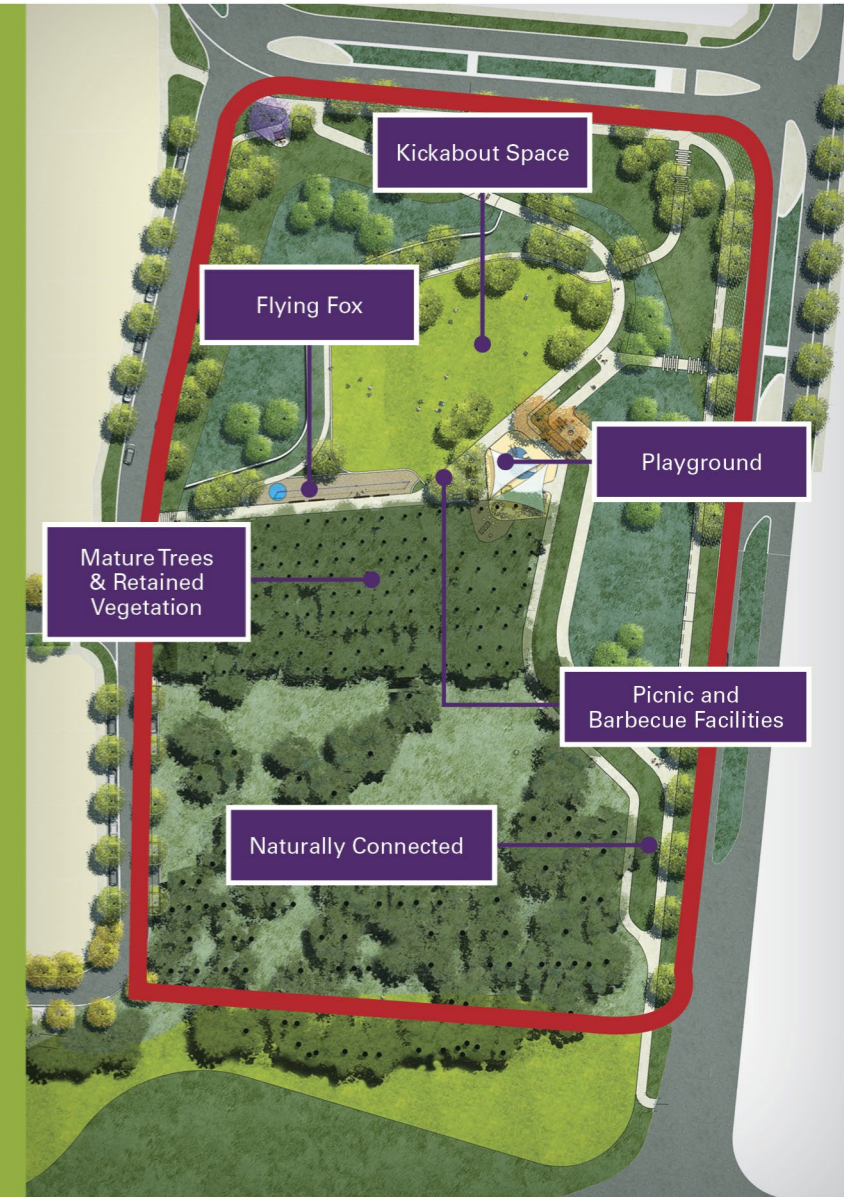 Kickabout Space
Flying Fox
Playground
Mature Trees
& Retained
Vegetation
Picnic and
Barbecue Facilities
Naturally Connected